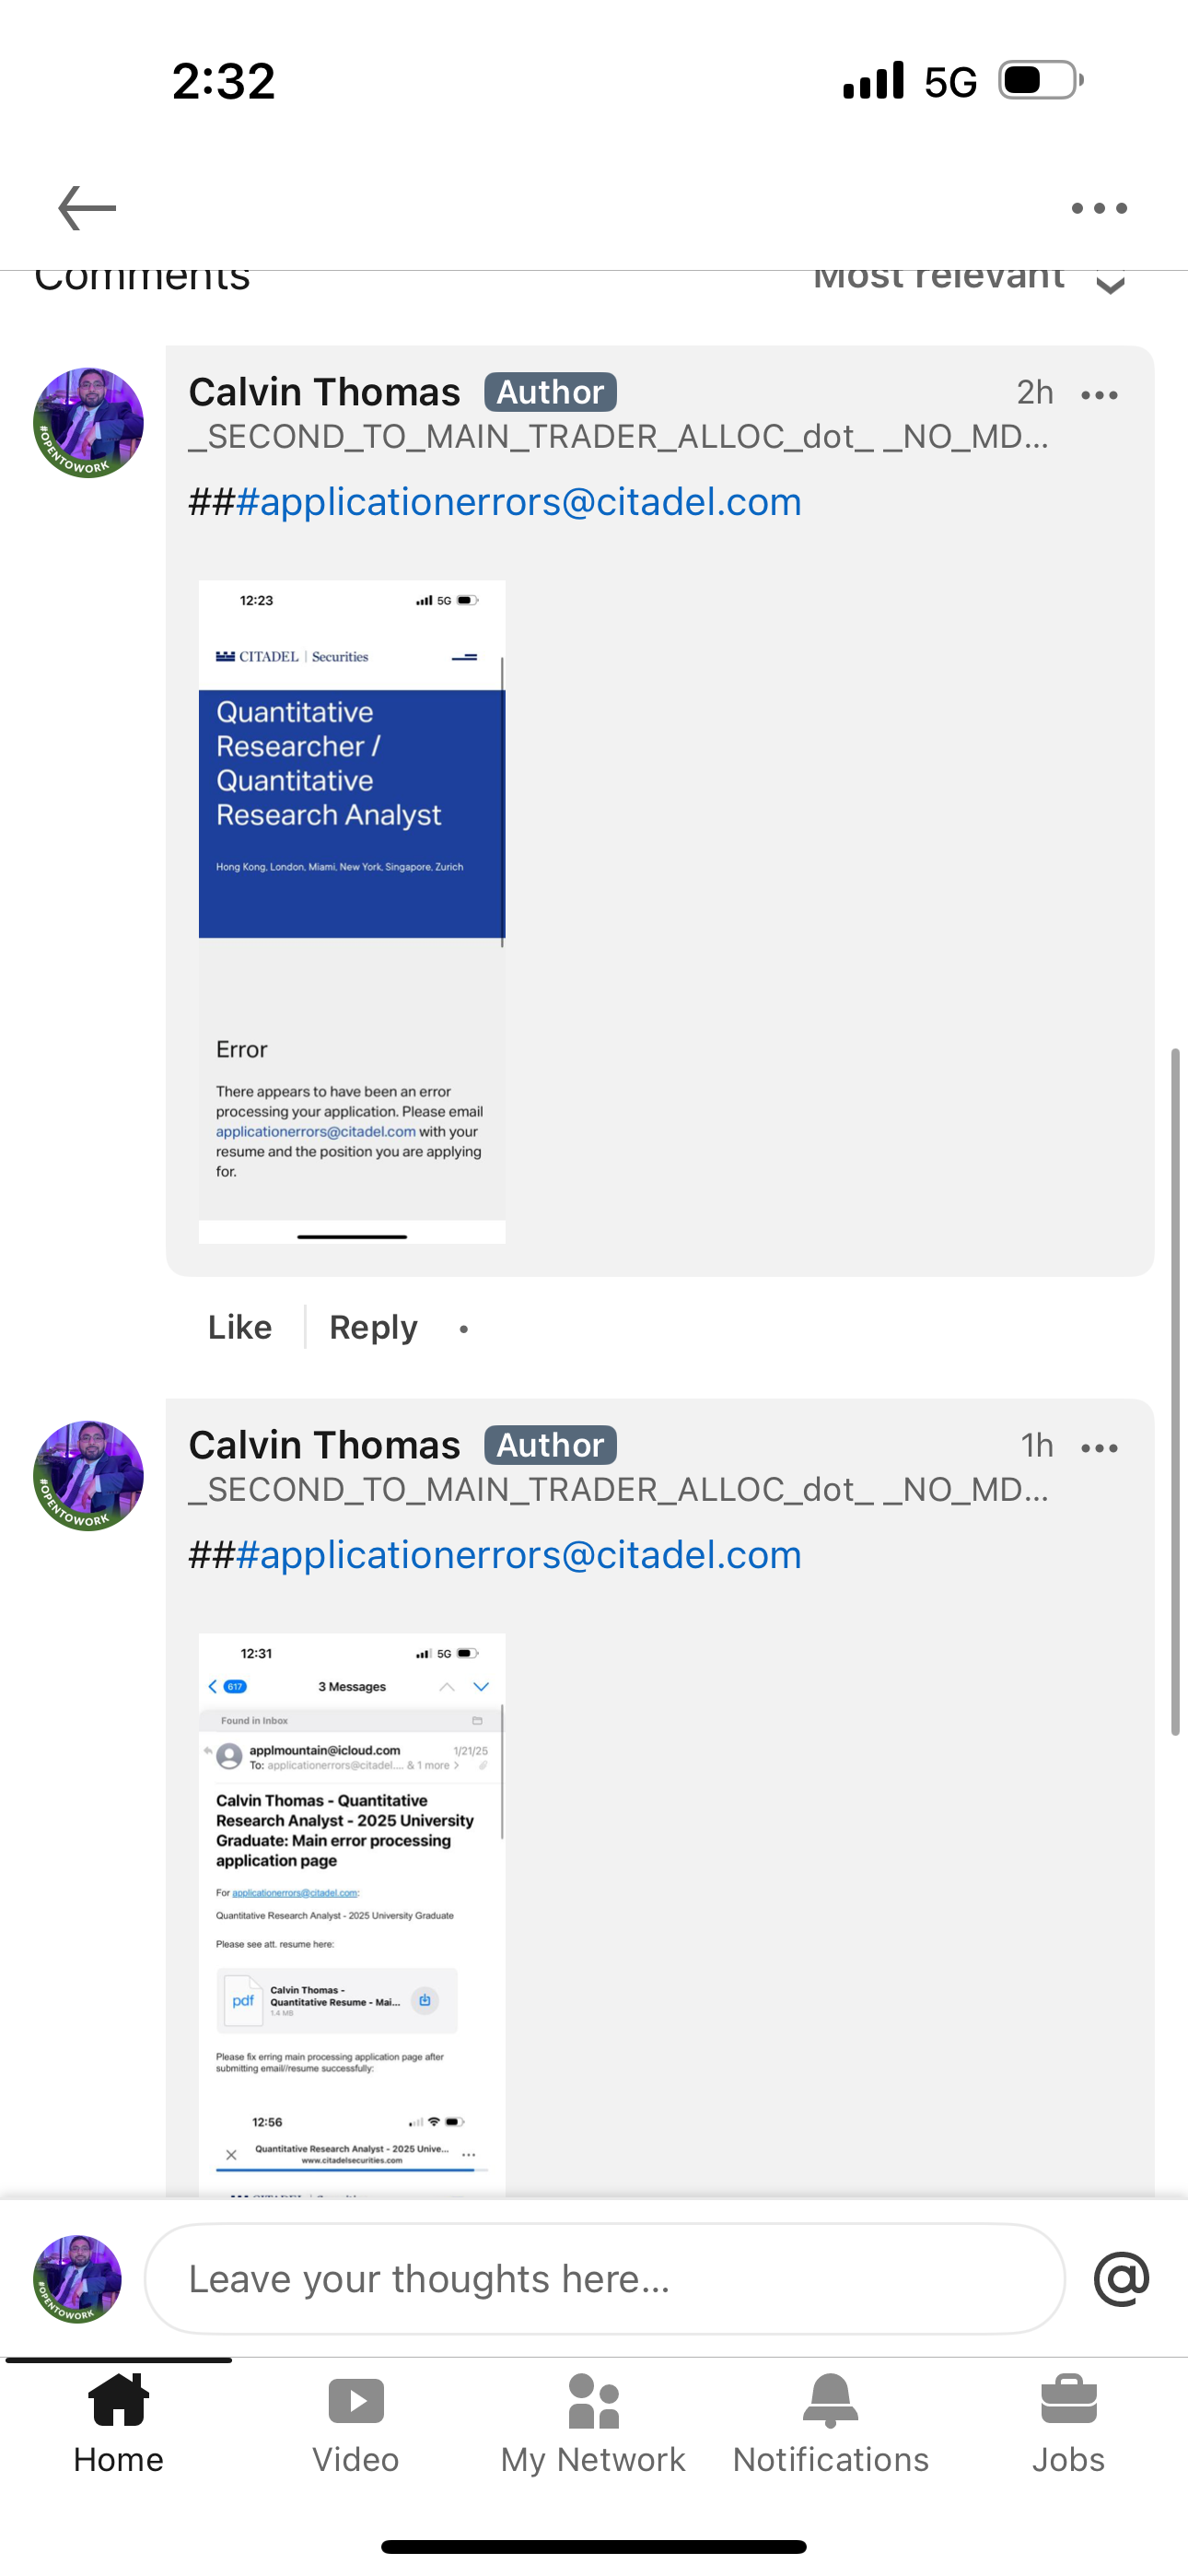 2:32
5G
Comments
Most relevant
Calvin Thomas Author 2h
_SECOND_TO_MAIN_TRADER_ALLOC_dot_ _NO_MD...
###applicationerrors@citadel.com
#OPENTOWORK
12:23
5G
CITADEL | Securities
Quantitative
Researcher /
Quantitative
Research Analyst
Hong Kong, London, Miami, New York, Singapore, Zurich
Error
There appears to have been an error
processing your application. Please email
applicationerrors@citadel.com with your
resume and the position you are applying
for.
Like
Reply
Calvin Thomas Author 1h
_SECOND_TO_MAIN_TRADER_ALLOC_dot_ _NO_MD...
###applicationerrors@citadel.com
#OPENTOWORK
12:31
5G
617
3 Messages
Found in Inbox
applmountain@icloud.com 1/21/25
To: applicationerrors@citadel.... & 1 more >
Calvin Thomas - Quantitative
Research Analyst - 2025 University
Graduate: Main error processing
application page
For applicationerrors@citadel.com:
Quantitative Research Analyst - 2025 University Graduate
Please see att. resume here:
pdf
Calvin Thomas -
Quantitative Resume - Mai...
1.4 MB
Please fix erring main processing application page after
submitting email//resume successfully:
12:56
Quantitative Research Analyst - 2025 Unive...
www.citadelsecurities.com
#OPENTOWORK
Leave your thoughts here...
@
Home
Video
My Network
Notifications
Jobs